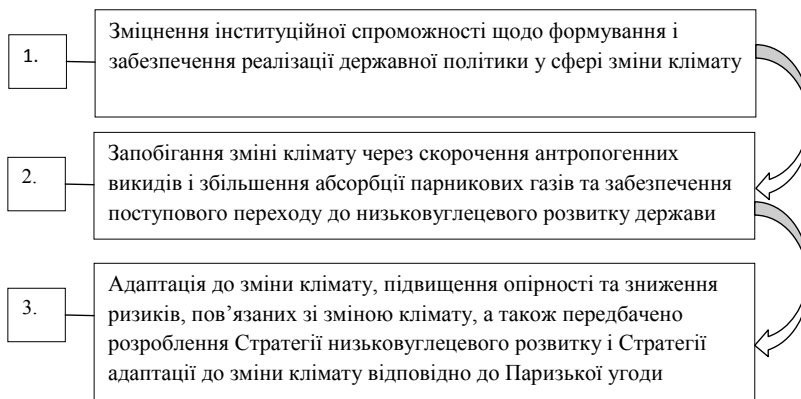 1.
Зміцнення інституційної спроможності щодо формування і
забезпечення реалізації державної політики у сфері зміни клімату
2.
Запобігання зміні клімату через скорочення антропогенних
викидів і збільшення абсорбції парникових газів та забезпечення
поступового переходу до низьковуглецевого розвитку держави
3.
Адаптація до зміни клімату, підвищення опірності та зниження
ризиків, пов’язаних зі зміною клімату, а також передбачено
розроблення Стратегії низьковуглецевого розвитку і Стратегії
адаптації до зміни клімату відповідно до Паризької угоди